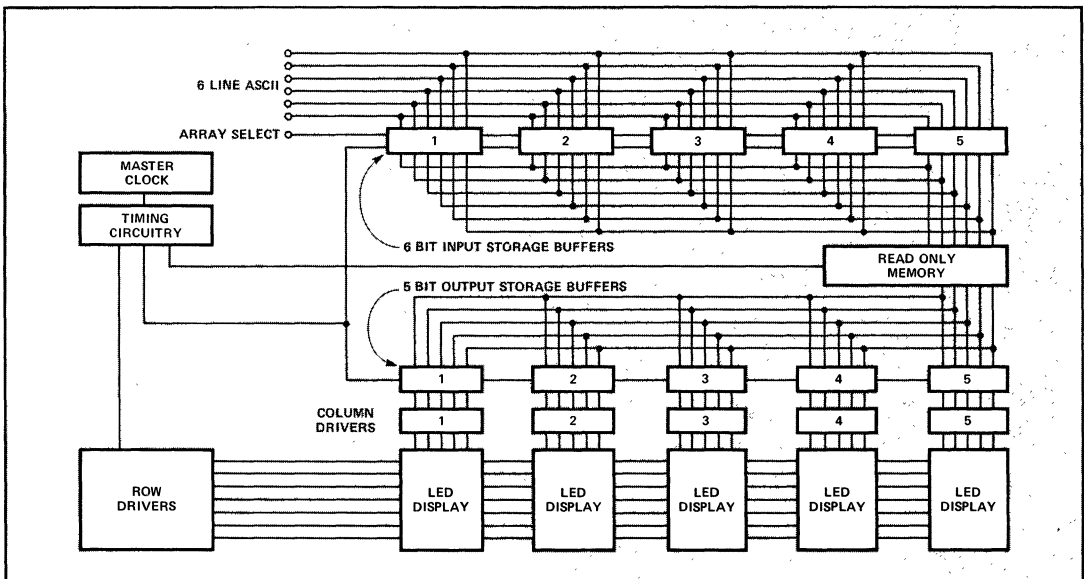 6 LINE ASCII
ARRAY SELECT
1 2 3 4 5
MASTER
CLOCK
TIMING
CIRCUITRY
6 BIT INPUT STORAGE BUFFERS
READ ONLY
MEMORY
5 BIT OUTPUT STORAGE BUFFERS
1 2 3 4 5
COLUMN
DRIVERS
1 2 3 4 5
ROW
DRIVERS
LED
DISPLAY
LED
DISPLAY
LED
DISPLAY
LED
DISPLAY
LED
DISPLAY